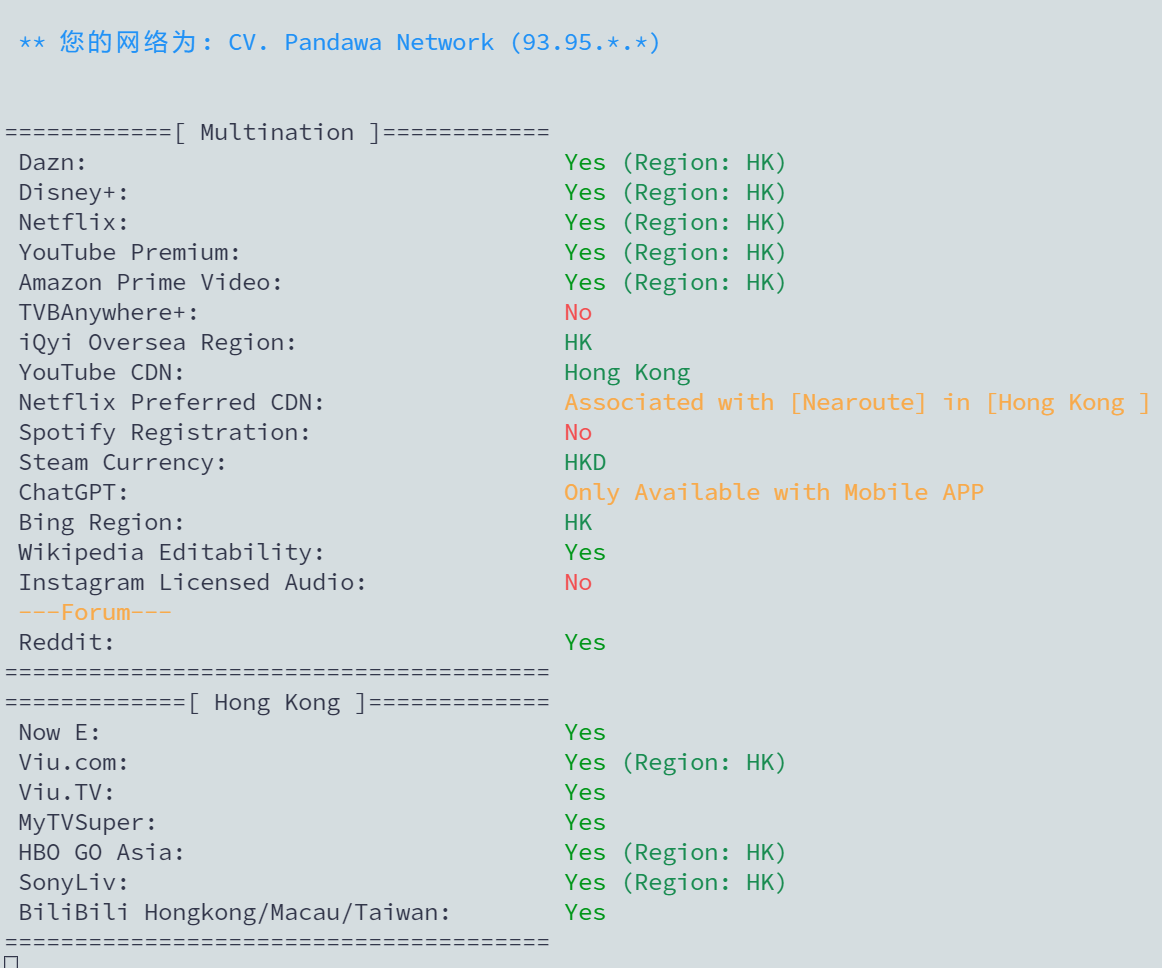 ** 您的网络为: CV. Pandawa Network (93.95.*.*)
============[ Multination ]============
Dazn: Yes (Region: HK)
Disney+: Yes (Region: HK)
Netflix: Yes (Region: HK)
YouTube Premium: Yes (Region: HK)
Amazon Prime Video: Yes (Region: HK)
TVBAnywhere+: No
iQyi Oversea Region: HK
YouTube CDN: Hong Kong
Netflix Preferred CDN: Associated with [Nearoute] in [Hong Kong ]
Spotify Registration: No
Steam Currency: HKD
ChatGPT: Only Available with Mobile APP
Bing Region: HK
Wikipedia Editability: Yes
Instagram Licensed Audio: No
---Forum---
Reddit: Yes
=======================================
=============[ Hong Kong ]=============
Now E: Yes
Viu.com: Yes (Region: HK)
Viu.TV: Yes
MyTVSuper: Yes
HBO GO Asia: Yes (Region: HK)
SonyLiv: Yes (Region: HK)
BiliBili Hongkong/Macau/Taiwan: Yes
=======================================